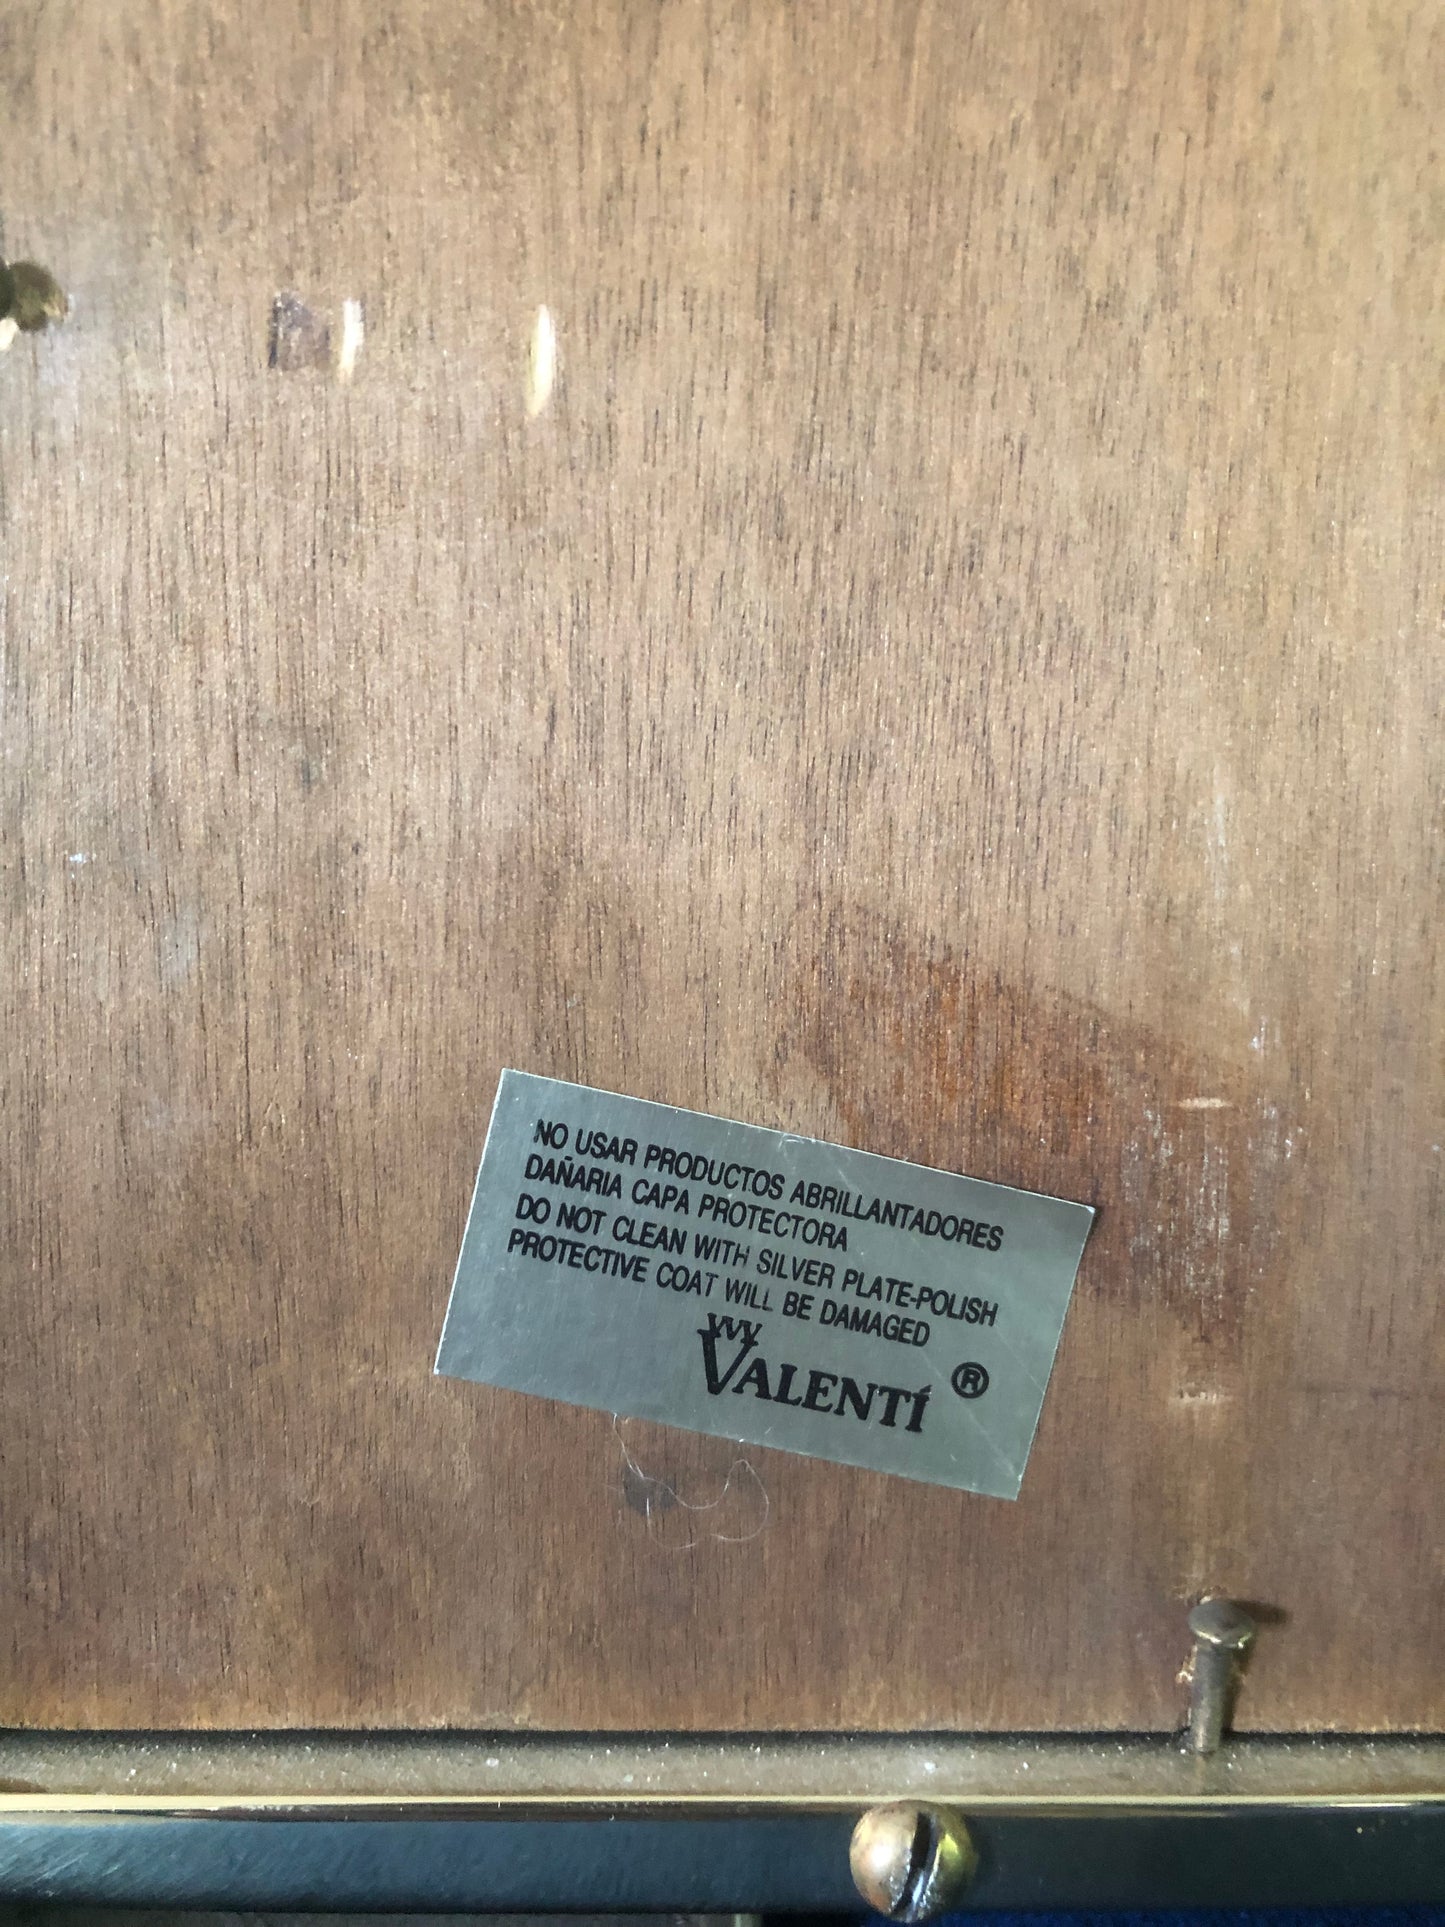 NO USAR PRODUCTOS ABRILLANTADORES
DAÑARIA CAPA PROTECTORA
DO NOT CLEAN WITH SILVER PLATE-POLISH
PROTECTIVE COAT WILL BE DAMAGED
VVV
VALENTÍ ®